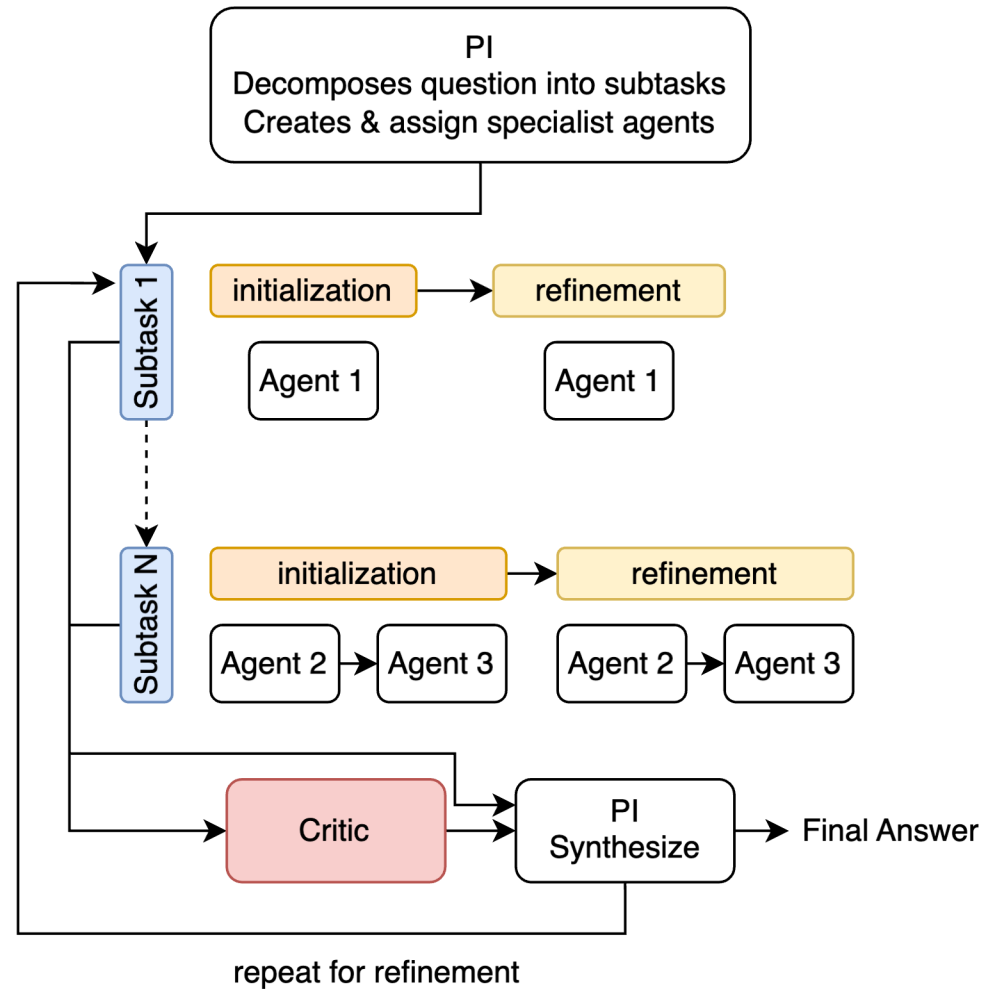 PI
Decomposes question into subtasks
Creates & assign specialist agents
Subtask 1
initialization
refinement
Agent 1
Agent 1
Subtask N
initialization
refinement
Agent 2
Agent 3
Agent 2
Agent 3
Critic
PI
Synthesize
Final Answer
repeat for refinement